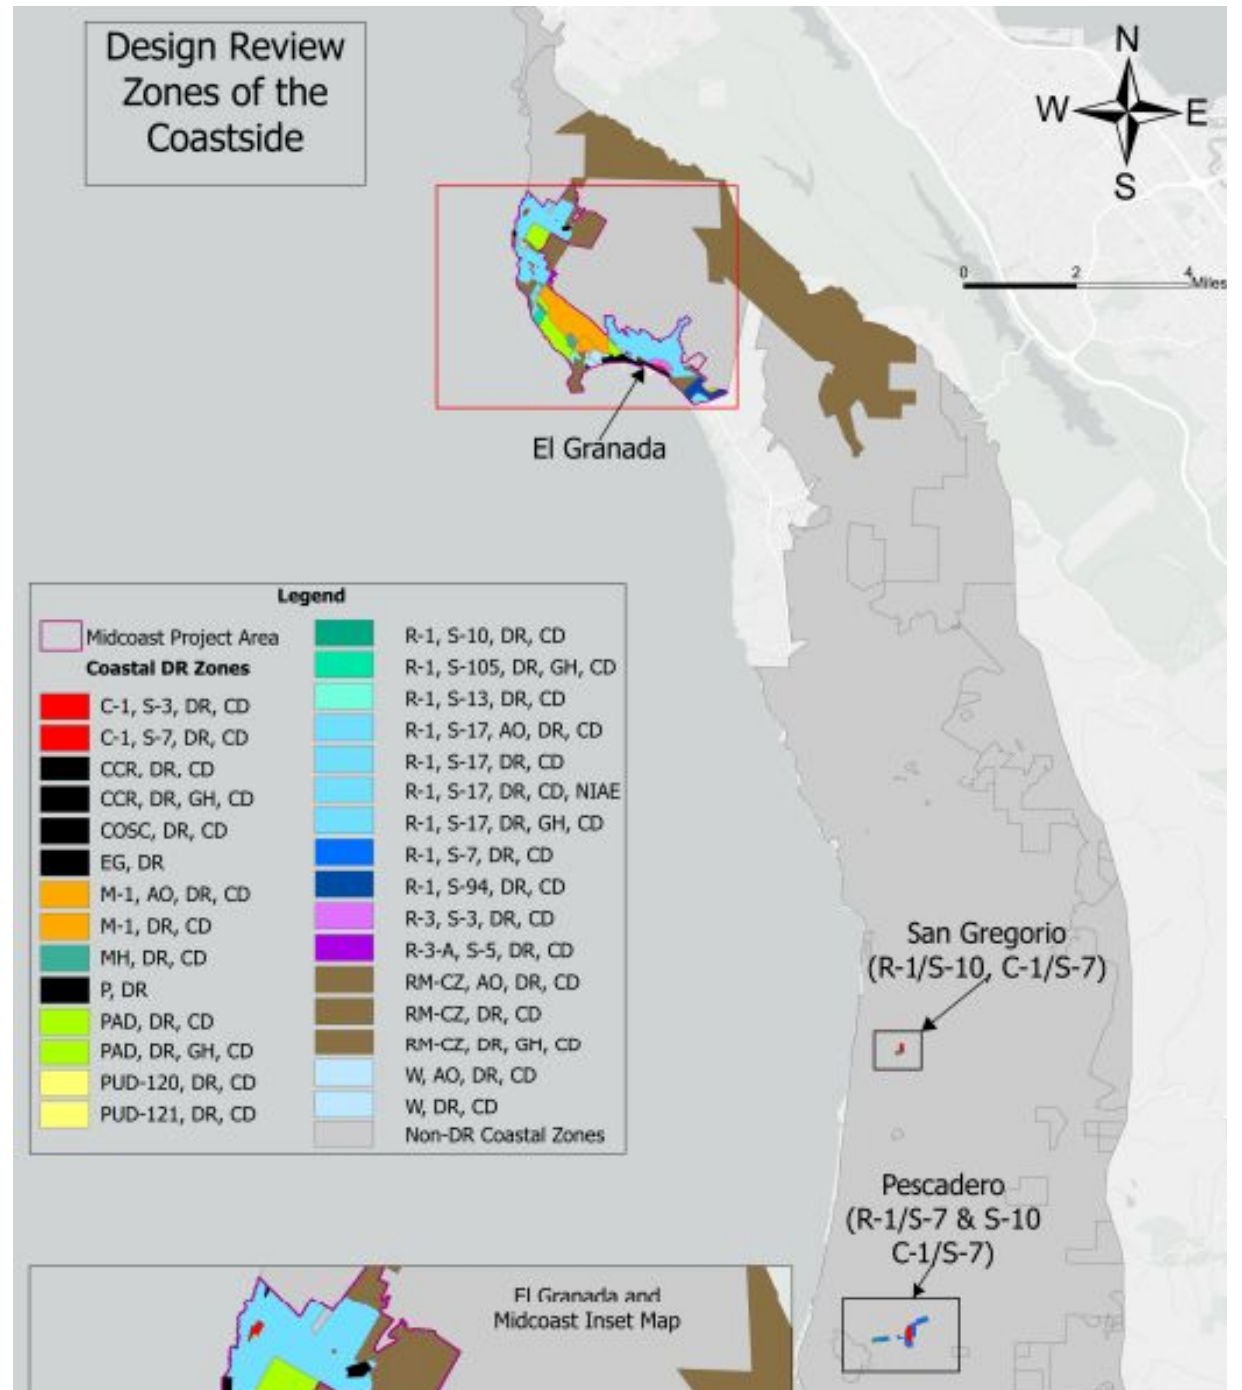 Design Review
Zones of the
Coastside
N
W
E
S
0
2
4
Miles
El Granada
Legend
Midcoast Project Area
Coastal DR Zones
C-1, S-3, DR, CD
C-1, S-7, DR, CD
CCR, DR, CD
CCR, DR, GH, CD
COSC, DR, CD
EG, DR
M-1, AO, DR, CD
M-1, DR, CD
MH, DR, CD
P, DR
PAD, DR, CD
PAD, DR, GH, CD
PUD-120, DR, CD
PUD-121, DR, CD
R-1, S-10, DR, CD
R-1, S-105, DR, GH, CD
R-1, S-13, DR, CD
R-1, S-17, AO, DR, CD
R-1, S-17, DR, CD
R-1, S-17, DR, CD, NIAE
R-1, S-17, DR, GH, CD
R-1, S-7, DR, CD
R-1, S-94, DR, CD
R-3, S-3, DR, CD
R-3-A, S-5, DR, CD
RM-CZ, AO, DR, CD
RM-CZ, DR, CD
RM-CZ, DR, GH, CD
W, AO, DR, CD
W, DR, CD
Non-DR Coastal Zones
San Gregorio
(R-1/S-10, C-1/S-7)
Pescadero
(R-1/S-7 & S-10
C-1/S-7)
El Granada and
Midcoast Inset Map